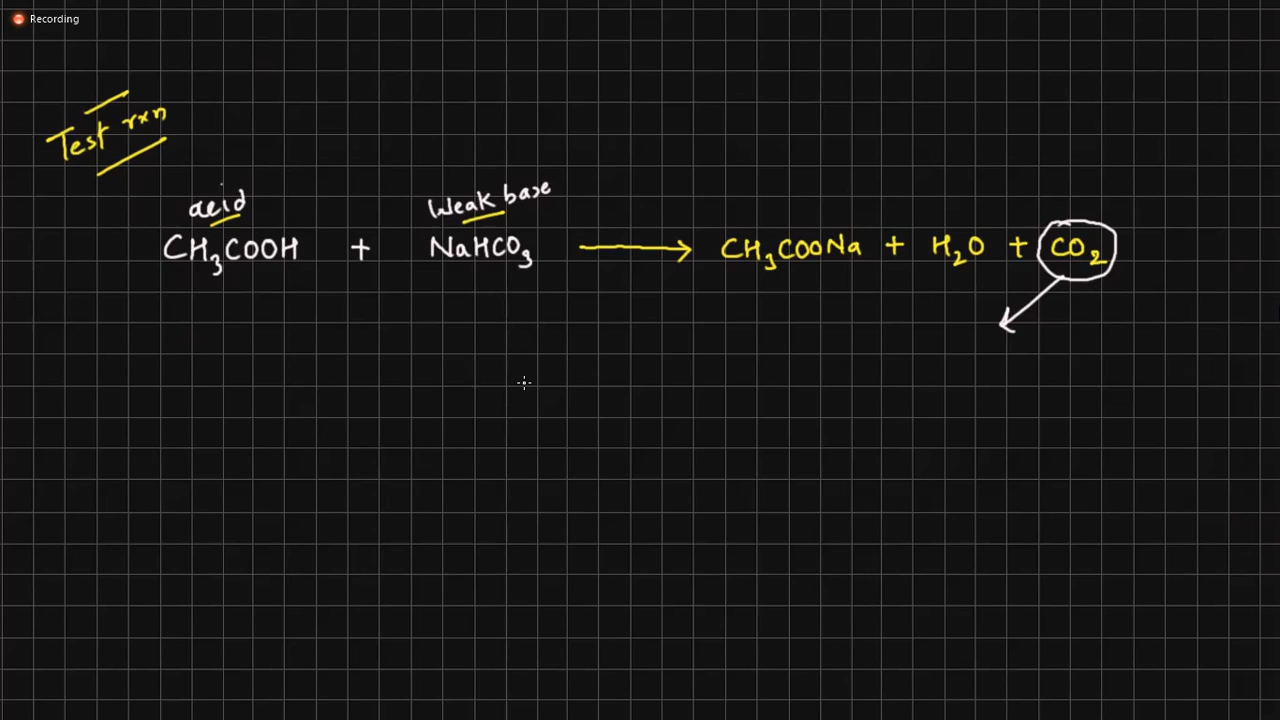 Recording
Test rxn
acid weak base
CH₃COOH + NaHCO₃ → CH₃COONa + H₂O + CO₂